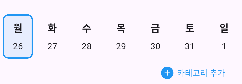 월 화 수 목 금 토 일
26 27 28 29 30 31 1
+ 카테고리 추가